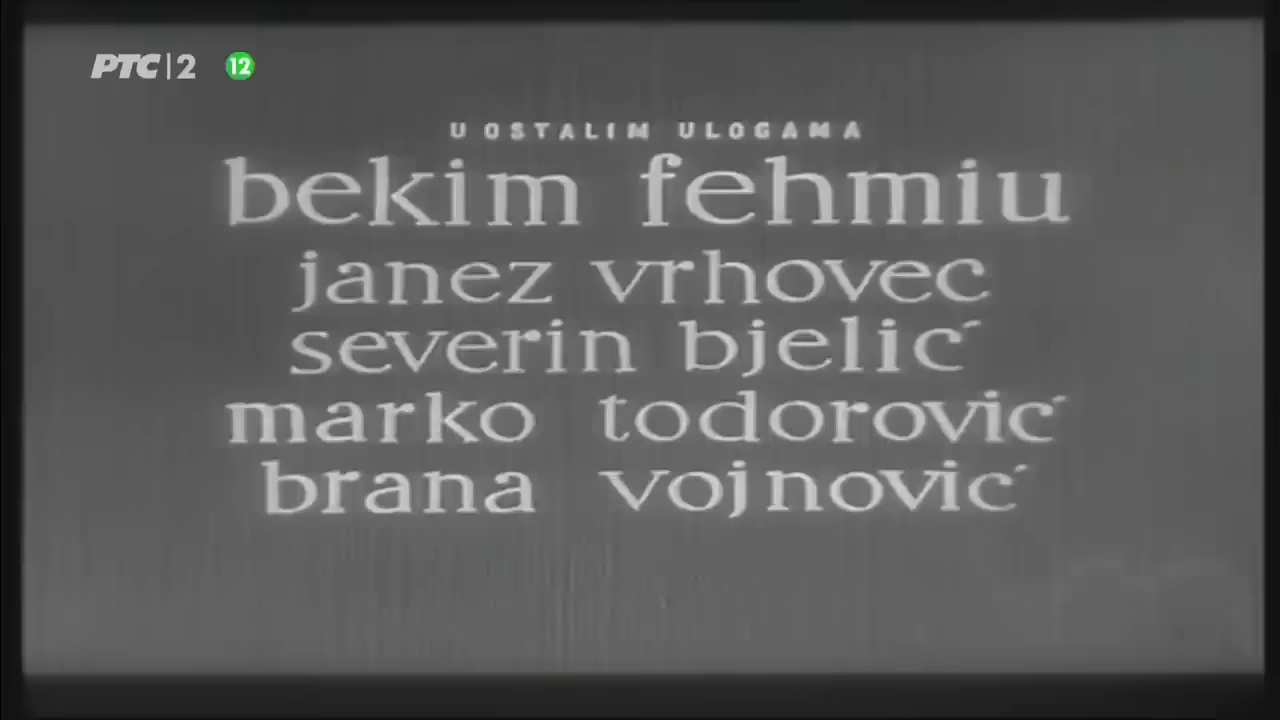 РТС|2 12
U OSTALIM ULOGAMA
bekim fehmiu
janez vrhovec
severin bjelić
marko todorović
brana vojnović